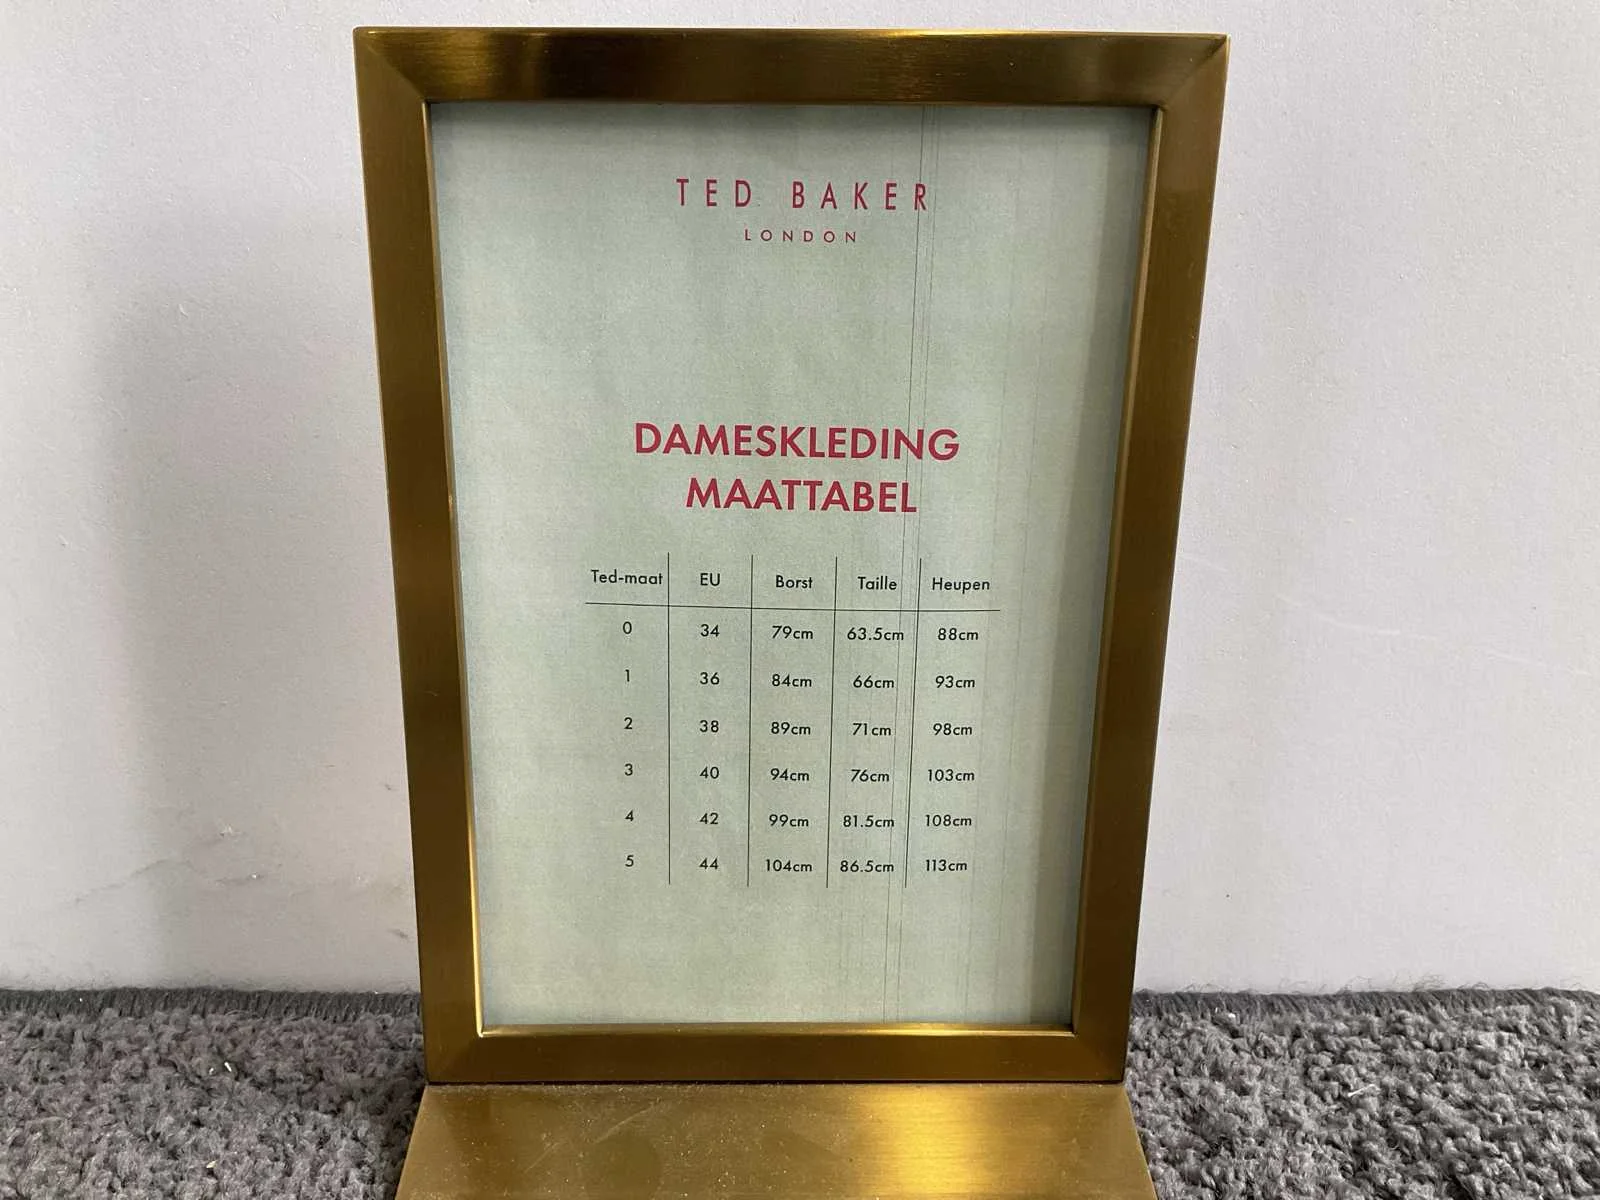 TED BAKER
LONDON
DAMESKLEDING
MAATTABEL
Ted-maat EU Borst Taille Heupen
0 34 79cm 63.5cm 88cm
1 36 84cm 66cm 93cm
2 38 89cm 71cm 98cm
3 40 94cm 76cm 103cm
4 42 99cm 81.5cm 108cm
5 44 104cm 86.5cm 113cm